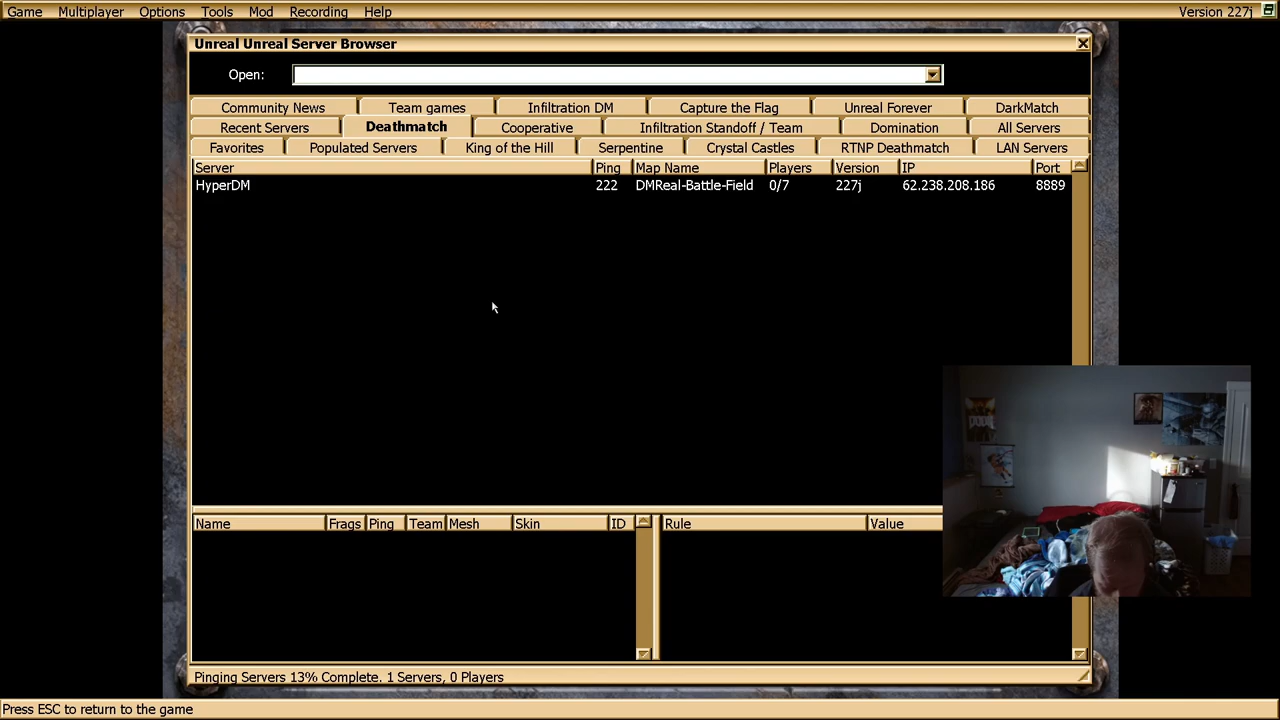 Game Multiplayer Options Tools Mod Recording Help Version 227j
Unreal Unreal Server Browser
Open:
Community News Team games Infiltration DM Capture the Flag Unreal Forever DarkMatch
Recent Servers Deathmatch Cooperative Infiltration Standoff / Team Domination All Servers
Favorites Populated Servers King of the Hill Serpentine Crystal Castles RTNP Deathmatch LAN Servers
Server Ping Map Name Players Version IP Port
HyperDM 222 DMReal-Battle-Field 0/7 227j 62.238.208.186 8889
Name Frags Ping Team Mesh Skin ID Rule Value
Pinging Servers 13% Complete. 1 Servers, 0 Players
Press ESC to return to the game